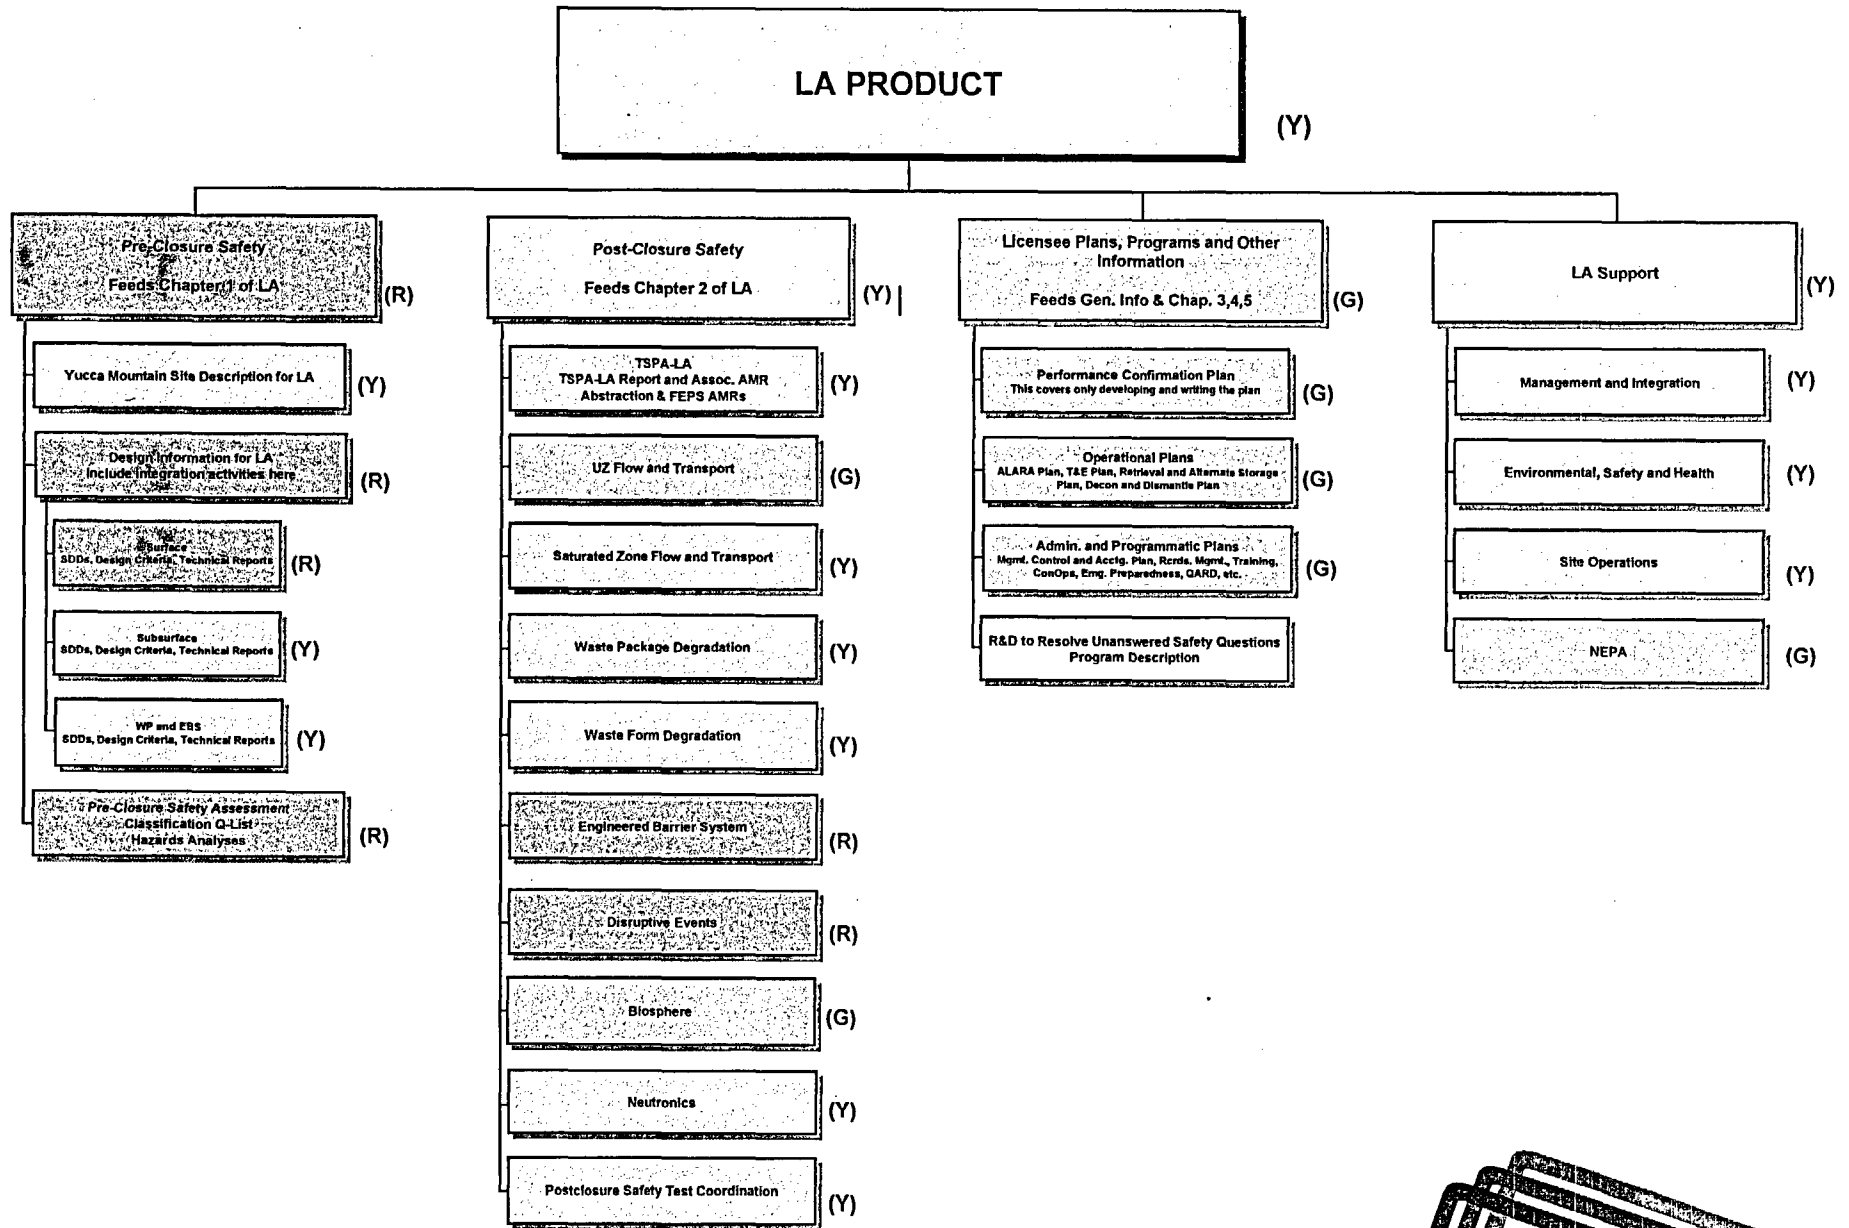 LA PRODUCT
(Y)
Pre-Closure Safety
Feeds Chapter 1 of LA
(R)
Yucca Mountain Site Description for LA
(Y)
Design Information for LA
Include integration activities here
(R)
Surface
SDDs, Design Criteria, Technical Reports
(R)
Subsurface
SDDs, Design Criteria, Technical Reports
(Y)
WP and EBS
SDDs, Design Criteria, Technical Reports
(Y)
Pre-Closure Safety Assessment
Classification Q-List
Hazards Analyses
(R)
Post-Closure Safety
Feeds Chapter 2 of LA
(Y)
TSPA-LA
TSPA-LA Report and Assoc. AMR
Abstraction & FEPS AMRs
(Y)
UZ Flow and Transport
(G)
Saturated Zone Flow and Transport
(Y)
Waste Package Degradation
(Y)
Waste Form Degradation
(Y)
Engineered Barrier System
(R)
Disruptive Events
(R)
Biosphere
(G)
Neutronics
(Y)
Postclosure Safety Test Coordination
(Y)
Licensee Plans, Programs and Other
Information
Feeds Gen. Info & Chap. 3,4,5
(G)
Performance Confirmation Plan
This covers only developing and writing the plan
(G)
Operational Plans
ALARA Plan, T&E Plan, Retrieval and Alternate Storage
Plan, Decon and Dismantle Plan
(G)
Admin. and Programmatic Plans
Mgmt. Control and Acctg. Plan, Rcrds. Mgmt., Training,
ConOps, Emg. Preparedness, QARD, etc.
(G)
R&D to Resolve Unanswered Safety Questions
Program Description
LA Support
(Y)
Management and Integration
(Y)
Environmental, Safety and Health
(Y)
Site Operations
(Y)
NEPA
(G)